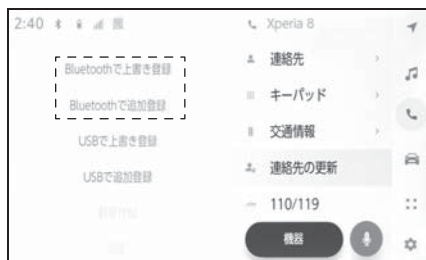 2:40
Bluetoothで上書き登録
Bluetoothで追加登録
USBで上書き登録
USBで追加登録
Xperia 8
連絡先
キーパッド
交通情報
連絡先の更新
110/119
機器